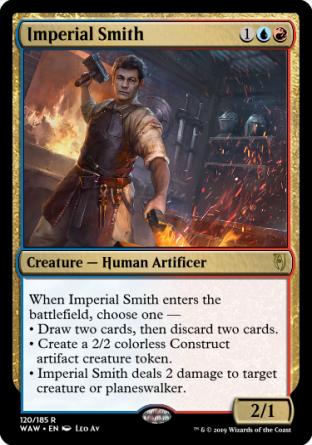 Imperial Smith 1
Creature — Human Artificer
When Imperial Smith enters the
battlefield, choose one —
• Draw two cards, then discard two cards.
• Create a 2/2 colorless Construct
artifact creature token.
• Imperial Smith deals 2 damage to target
creature or planeswalker.
2/1
120/185 R
WAW • EN Leo Av
™ & © 2019 Wizards of the Coast